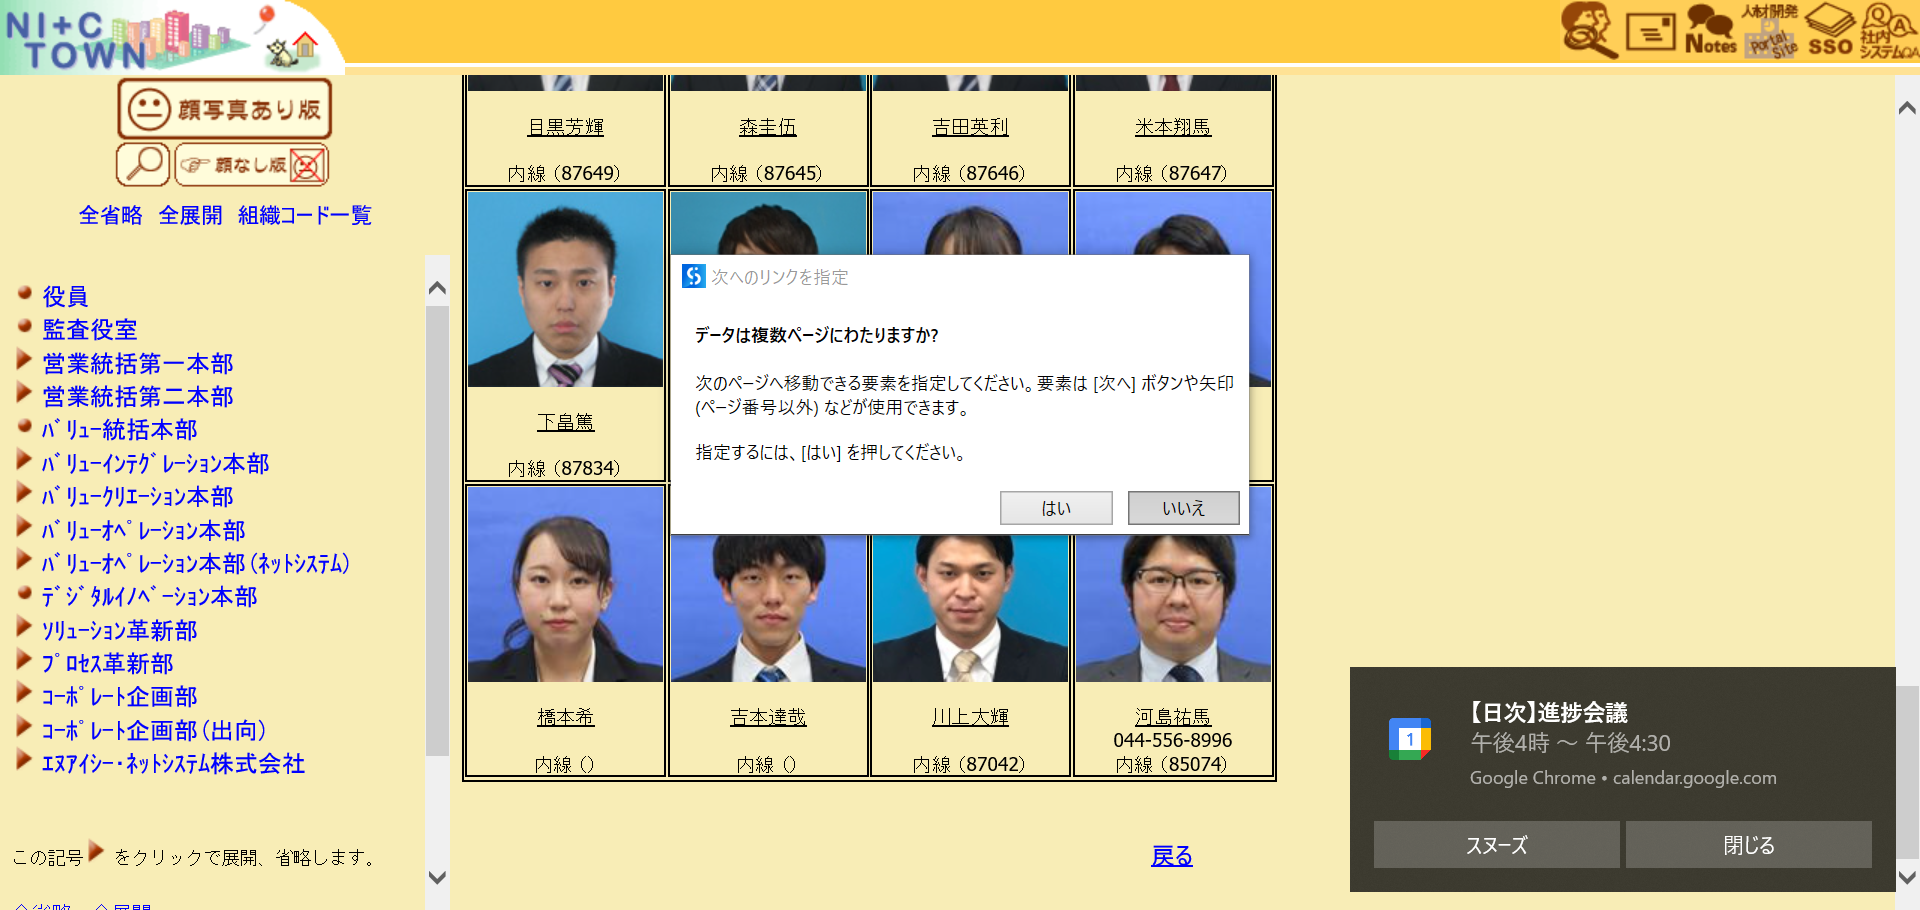 NI+C
TOWN
Notes
人材開発
Portal Site
SSO
Q A
社内
システムQA
顔写真あり版
顔なし版
全省略 全展開 組織コード一覧
役員
監査役室
営業統括第一本部
営業統括第二本部
ﾊﾞﾘｭｰ統括本部
ﾊﾞﾘｭｰｲﾝﾃｸﾞﾚｰｼｮﾝ本部
ﾊﾞﾘｭｰｸﾘｴｰｼｮﾝ本部
ﾊﾞﾘｭｰｵﾍﾟﾚｰｼｮﾝ本部
ﾊﾞﾘｭｰｵﾍﾟﾚｰｼｮﾝ本部(ﾈｯﾄｼｽﾃﾑ)
ﾃﾞｼﾞﾀﾙｲﾉﾍﾞｰｼｮﾝ本部
ｿﾘｭｰｼｮﾝ革新部
ﾌﾟﾛｾｽ革新部
ｺｰﾎﾟﾚｰﾄ企画部
ｺｰﾎﾟﾚｰﾄ企画部(出向)
ｴﾇｱｲｼｰ･ﾈｯﾄｼｽﾃﾑ株式会社
この記号 をクリックで展開、省略します。
目黒芳輝 森圭伍 吉田英利 米本翔馬
内線 (87649) 内線 (87645) 内線 (87646) 内線 (87647)
下畠篤
内線 (87834)
次へのリンクを指定
データは複数ページにわたりますか?
次のページへ移動できる要素を指定してください。要素は [次へ] ボタンや矢印
(ページ番号以外) などが使用できます。
指定するには、[はい] を押してください。
はい いいえ
橋本希 吉本達哉 川上大輝 河島祐馬
044-556-8996
内線 () 内線 () 内線 (87042) 内線 (85074)
戻る
1
【日次】進捗会議
午後4時 ～ 午後4:30
Google Chrome • calendar.google.com
スヌーズ 閉じる